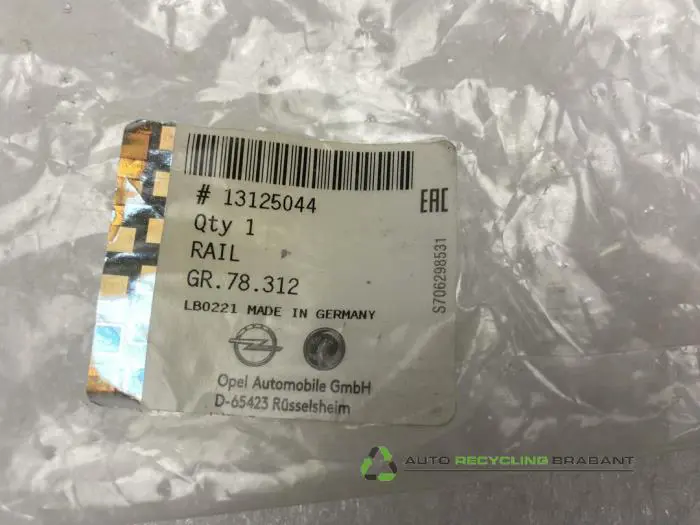 # 13125044
EAC
Qty 1
RAIL
GR.78.312
LB0221 MADE IN GERMANY
S706298531
Opel Automobile GmbH
D-65423 Rüsselsheim
AUTO RECYCLING BRABANT